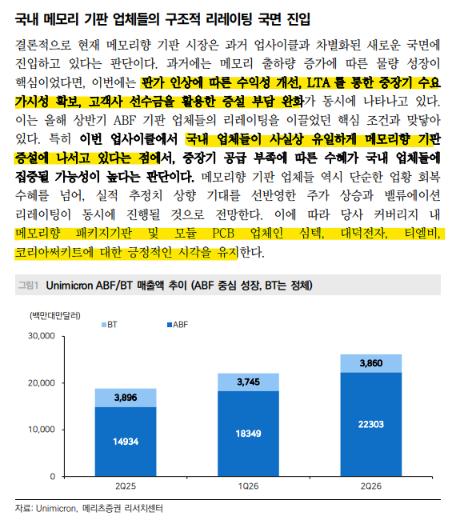 국내 메모리 기판 업체들의 구조적 리레이팅 국면 진입
결론적으로 현재 메모리향 기판 시장은 과거 업사이클과 차별화된 새로운 국면에
진입하고 있다는 판단이다. 과거에는 메모리 출하량 증가에 따른 물량 성장이
핵심이었다면, 이번에는 판가 인상에 따른 수익성 개선, LTA를 통한 중장기 수요
가시성 확보, 고객사 선수금을 활용한 증설 부담 완화가 동시에 나타나고 있다.
이는 올해 상반기 ABF 기판 업체들의 리레이팅을 이끌었던 핵심 조건과 맞닿아
있다. 특히 이번 업사이클에서 국내 업체들이 사실상 유일하게 메모리향 기판
증설에 나서고 있다는 점에서, 중장기 공급 부족에 따른 수혜가 국내 업체들에
집중될 가능성이 높다는 판단이다. 메모리향 기판 업체들 역시 단순한 업황 회복
수혜를 넘어, 실적 추정치 상향 기대를 선반영한 주가 상승과 밸류에이션
리레이팅이 동시에 진행될 것으로 전망한다. 이에 따라 당사 커버리지 내
메모리향 패키지기판 및 모듈 PCB 업체인 심텍, 대덕전자, 티엘비,
코리아써키트에 대한 긍정적인 시각을 유지한다.
그림1 Unimicron ABF/BT 매출액 추이 (ABF 중심 성장, BT는 정체)
(백만대만달러)
BT ABF
30,000
20,000
10,000
0
3,896
14934
3,745
18349
3,860
22303
2Q25 1Q26 2Q26
자료: Unimicron, 메리츠증권 리서치센터